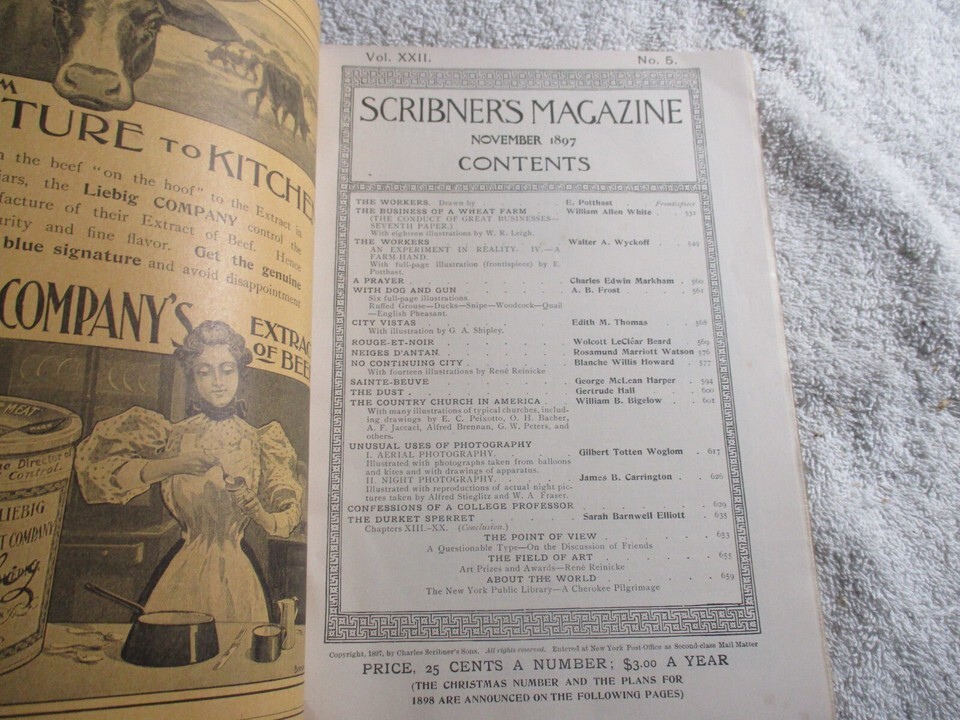 M
TURE TO KITCHE
the beef "on the hoof" to the Extract in
ars, the Liebig COMPANY control the
facture of their Extract of Beef. Hence
urity and fine flavor. Get the genuine
blue signature and avoid disappointment
COMPANY'S
EXTRAC
OF BEE
MEAT
he Director of
Control.
LIEBIG
T COMPANY
Vol. XXII.
No. 5.
SCRIBNER'S MAGAZINE
NOVEMBER 1897
CONTENTS
THE WORKERS. Drawn by E. Potthast Frontispiece
THE BUSINESS OF A WHEAT FARM William Allen White 531
(THE CONDUCT OF GREAT BUSINESSES—
SEVENTH PAPER.)
With eighteen illustrations by W. R. Leigh.
THE WORKERS Walter A. Wyckoff 549
AN EXPERIMENT IN REALITY. IV.—A
FARM-HAND.
With full-page illustration (frontispiece) by E.
Potthast.
A PRAYER Charles Edwin Markham 560
WITH DOG AND GUN A. B. Frost 561
Six full-page illustrations.
Ruffed Grouse—Ducks—Snipe—Woodcock—Quail
—English Pheasant.
CITY VISTAS Edith M. Thomas 568
With illustration by G. A. Shipley.
ROUGE-ET-NOIR Wolcott LeClêar Beard 569
NEIGES D'ANTAN Rosamund Marriott Watson 576
NO CONTINUING CITY Blanche Willis Howard 577
With fourteen illustrations by René Reinicke
SAINTE-BEUVE George McLean Harper 594
THE DUST Gertrude Hall 600
THE COUNTRY CHURCH IN AMERICA William B. Bigelow 601
With many illustrations of typical churches, includ-
ing drawings by E. C. Peixotto, O. H. Bacher,
A. F. Jaccaci, Alfred Brennan, G. W. Peters, and
others.
UNUSUAL USES OF PHOTOGRAPHY
I. AERIAL PHOTOGRAPHY. Gilbert Totten Woglom 617
Illustrated with photographs taken from balloons
and kites and with drawings of apparatus.
II. NIGHT PHOTOGRAPHY. James B. Carrington 626
Illustrated with reproductions of actual night pic-
tures taken by Alfred Stieglitz and W. A. Fraser.
CONFESSIONS OF A COLLEGE PROFESSOR 629
THE DURKET SPERRET Sarah Barnwell Elliott 635
Chapters XIII.-XX. (Conclusion.)
THE POINT OF VIEW 653
A Questionable Type—On the Discussion of Friends
THE FIELD OF ART 655
Art Prizes and Awards—René Reinicke
ABOUT THE WORLD 659
The New York Public Library—A Cherokee Pilgrimage
Copyright, 1897, by Charles Scribner's Sons. All rights reserved. Entered at New York Post-Office as Second-class Mail Matter
PRICE, 25 CENTS A NUMBER; $3.00 A YEAR
(THE CHRISTMAS NUMBER AND THE PLANS FOR
1898 ARE ANNOUNCED ON THE FOLLOWING PAGES)